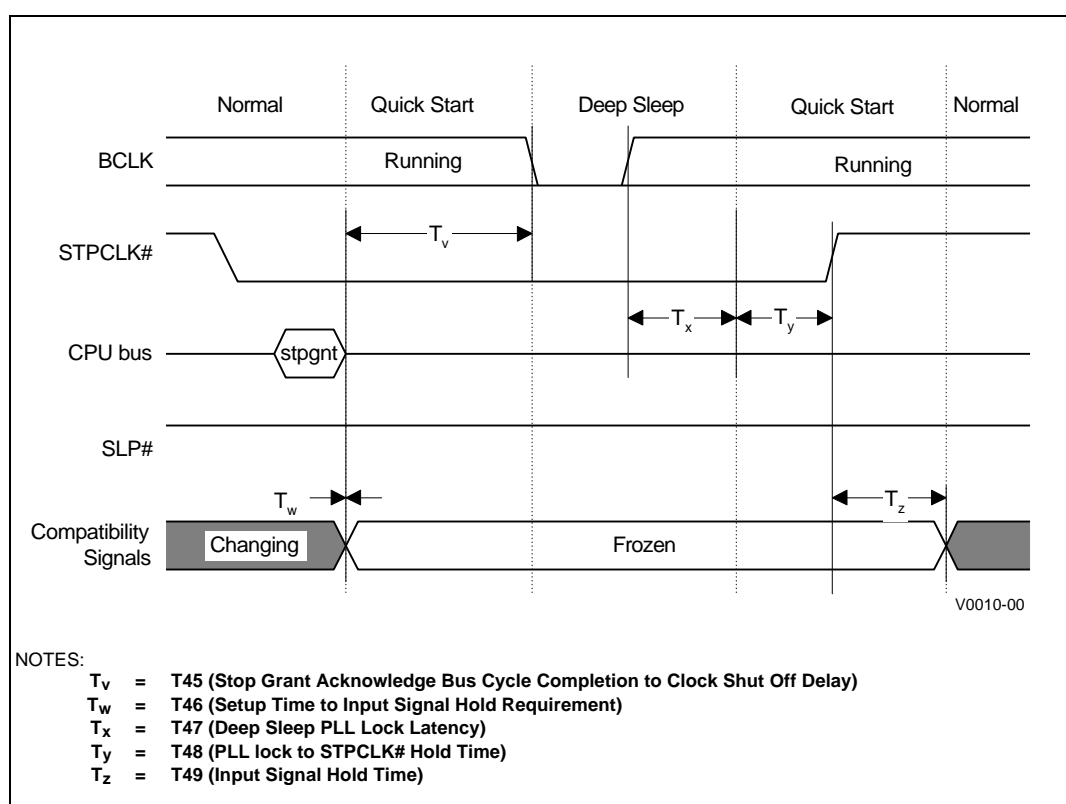 Normal Quick Start Deep Sleep Quick Start Normal
BCLK Running Running
STPCLK# Tv
Tx Ty
CPU bus stpgnt
SLP#
Tw Tz
Compatibility
Signals Changing Frozen
V0010-00
NOTES:
Tv = T45 (Stop Grant Acknowledge Bus Cycle Completion to Clock Shut Off Delay)
Tw = T46 (Setup Time to Input Signal Hold Requirement)
Tx = T47 (Deep Sleep PLL Lock Latency)
Ty = T48 (PLL lock to STPCLK# Hold Time)
Tz = T49 (Input Signal Hold Time)